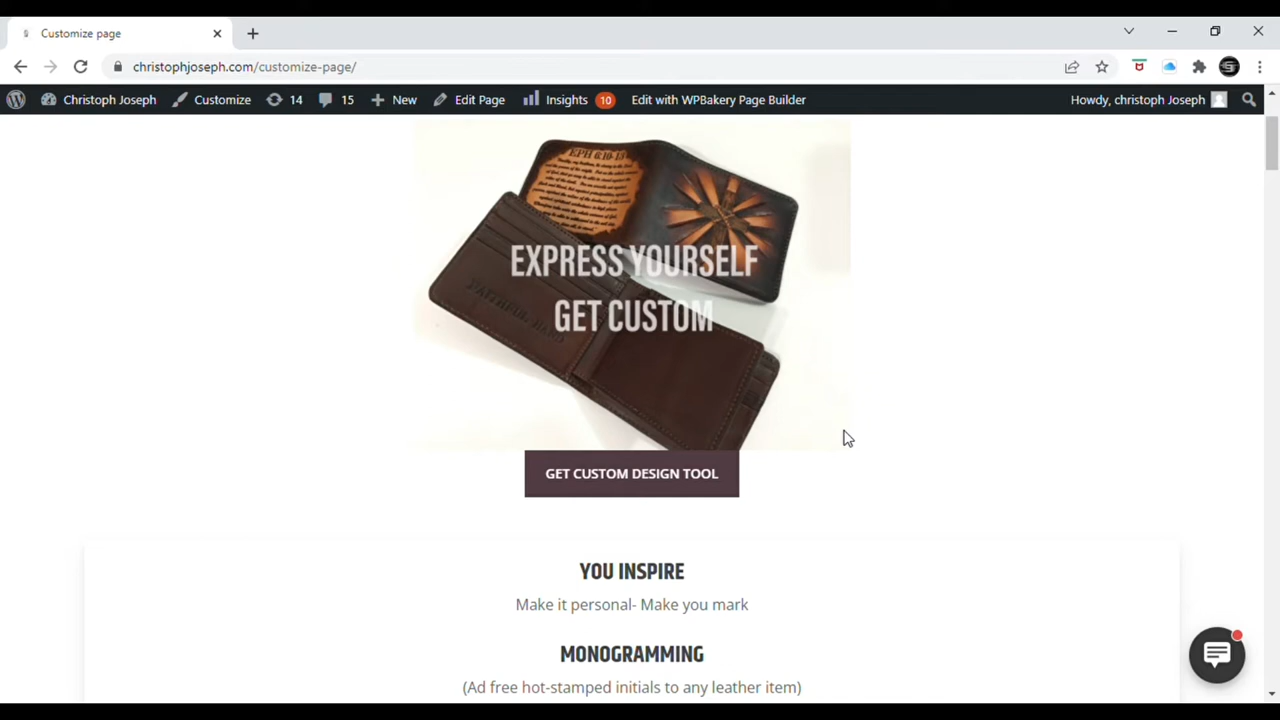 Customize page
christophjoseph.com/customize-page/
Christoph Joseph Customize 14 15 New Edit Page Insights 10 Edit with WPBakery Page Builder Howdy, christoph Joseph
EPH 6:10-13
EXPRESS YOURSELF
GET CUSTOM
FAITHFUL
GET CUSTOM DESIGN TOOL
YOU INSPIRE
Make it personal- Make you mark
MONOGRAMMING
(Ad free hot-stamped initials to any leather item)